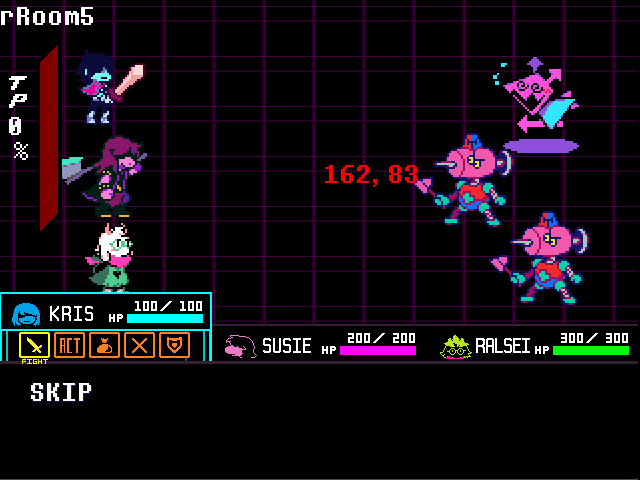 rRoom5
TP
0
%
162, 83
KRIS HP 100/ 100
FIGHT
ACT
SUSIE HP 200/ 200
RALSEI HP 300/ 300
SKIP